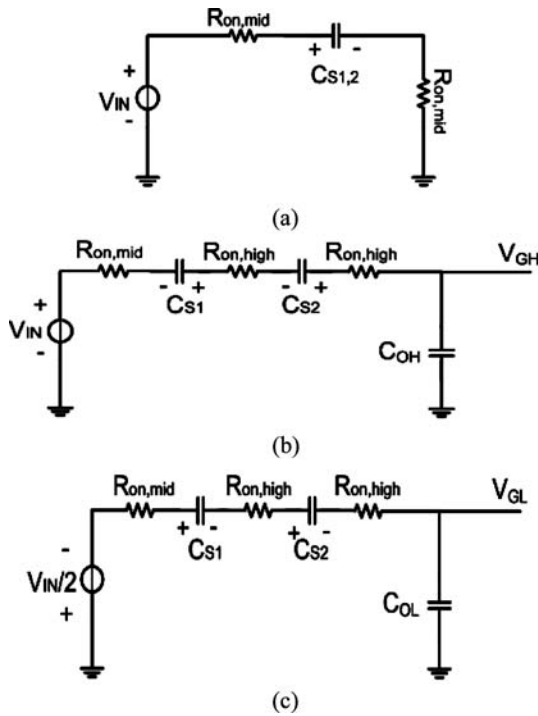 Ron,mid
+ -
+
VIN
-
CS1,2
Ron,mid
(a)
Ron,mid Ron,high Ron,high VGH
- + - +
+
CS1 CS2
VIN
-
COH
(b)
Ron,mid Ron,high Ron,high VGL
+ - + -
-
CS1 CS2
VIN/2
+
COL
(c)